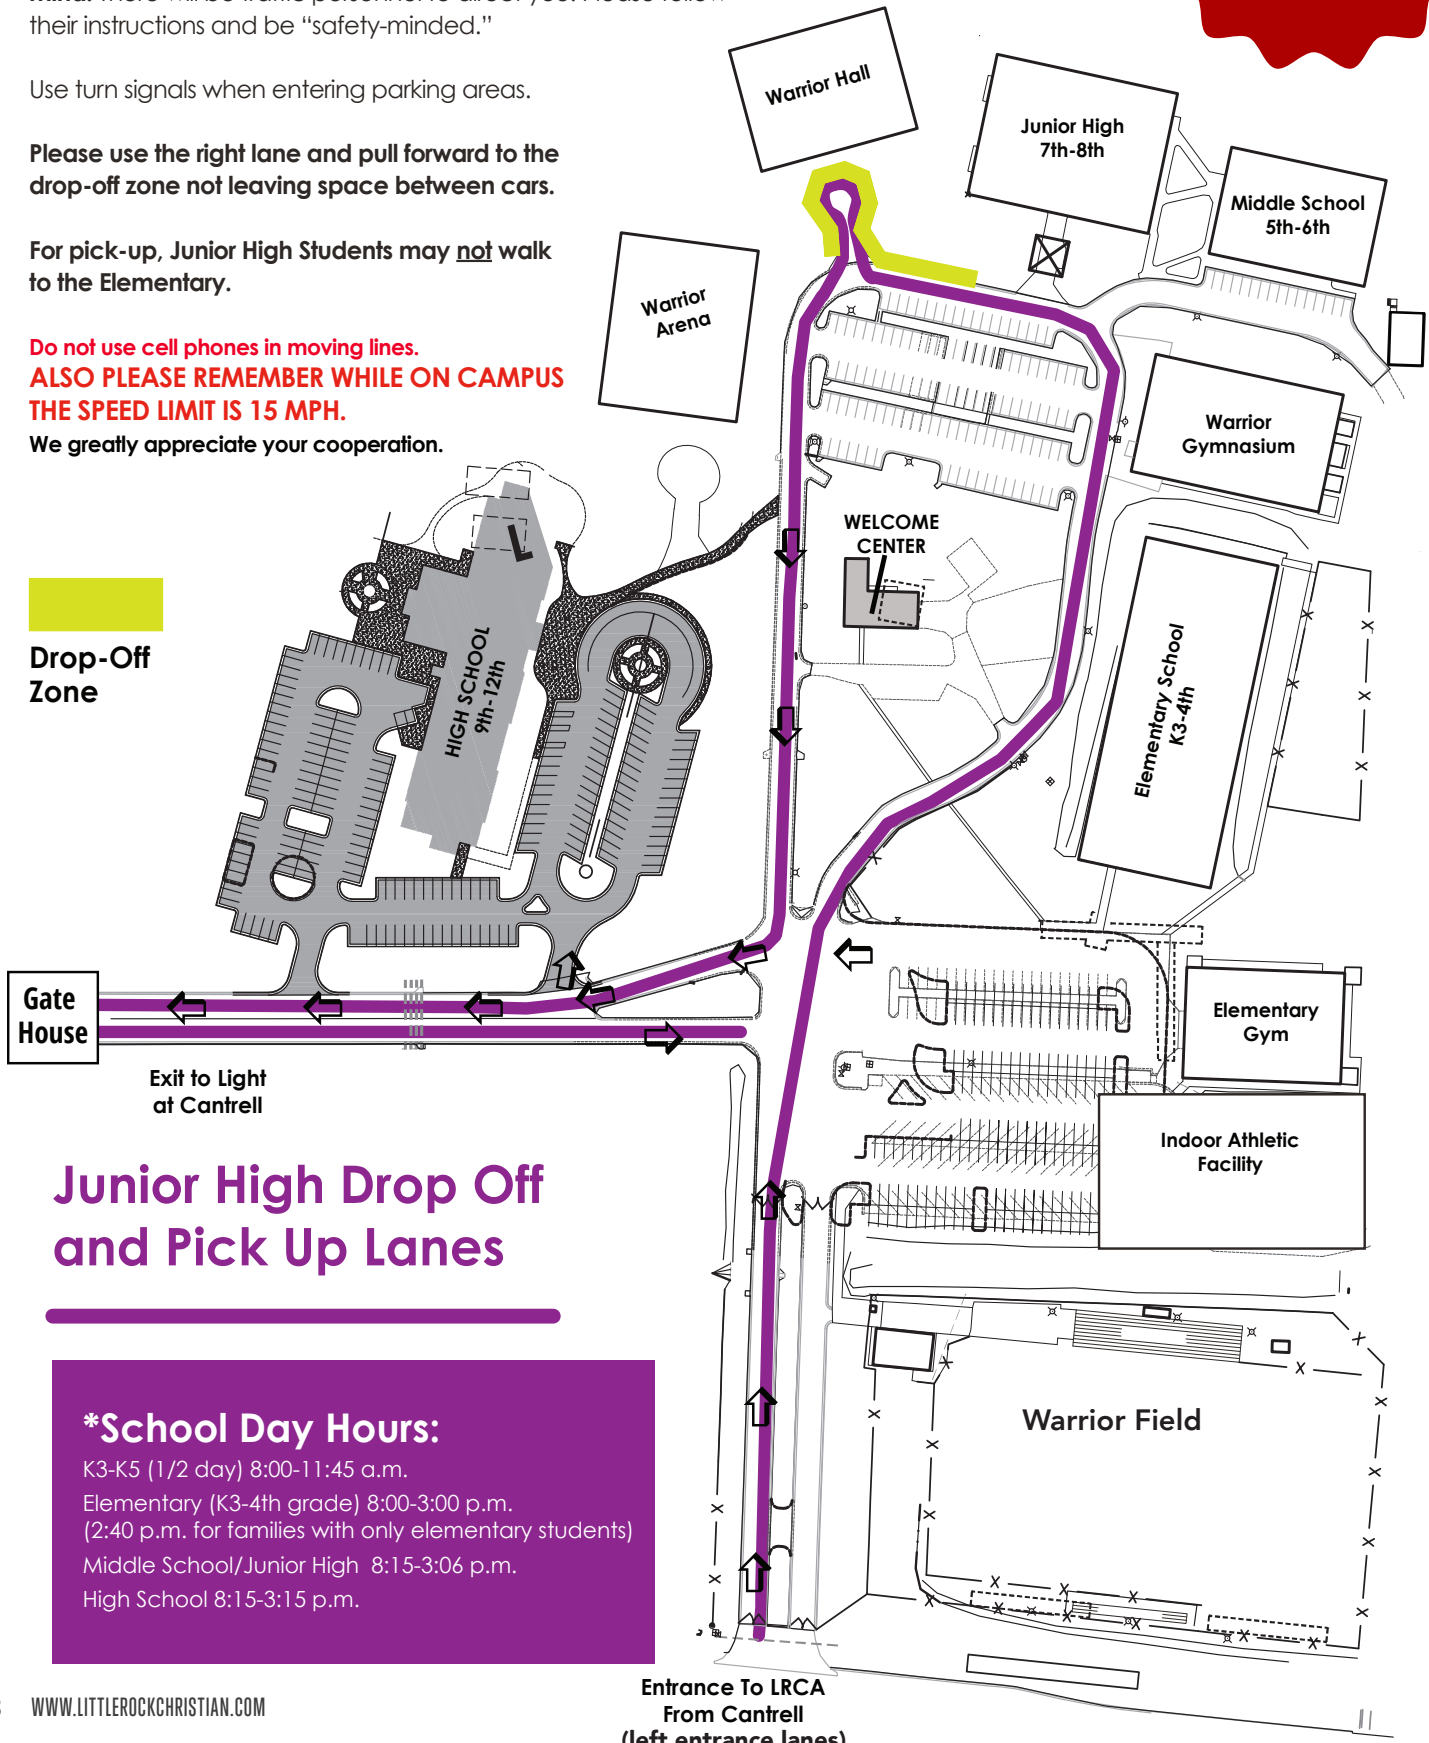 their instructions and be “safety-minded.”
Use turn signals when entering parking areas.
Please use the right lane and pull forward to the
drop-off zone not leaving space between cars.
For pick-up, Junior High Students may not walk
to the Elementary.
Do not use cell phones in moving lines.
ALSO PLEASE REMEMBER WHILE ON CAMPUS
THE SPEED LIMIT IS 15 MPH.
We greatly appreciate your cooperation.
Warrior Hall
Junior High
7th-8th
Middle School
5th-6th
Warrior
Arena
Warrior
Gymnasium
WELCOME
CENTER
Drop-Off
Zone
HIGH SCHOOL
9th-12th
Elementary School
K3-4th
Gate
House
Elementary
Gym
Exit to Light
at Cantrell
Indoor Athletic
Facility
Junior High Drop Off
and Pick Up Lanes
Warrior Field
*School Day Hours:
K3-K5 (1/2 day) 8:00-11:45 a.m.
Elementary (K3-4th grade) 8:00-3:00 p.m.
(2:40 p.m. for families with only elementary students)
Middle School/Junior High 8:15-3:06 p.m.
High School 8:15-3:15 p.m.
Entrance To LRCA
From Cantrell
(left entrance lanes)
WWW.LITTLEROCKCHRISTIAN.COM